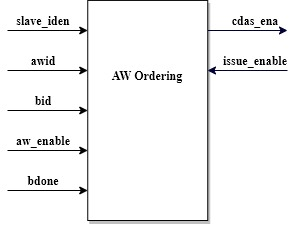 slave_iden
cdas_ena
awid
issue_enable
AW Ordering
bid
aw_enable
bdone